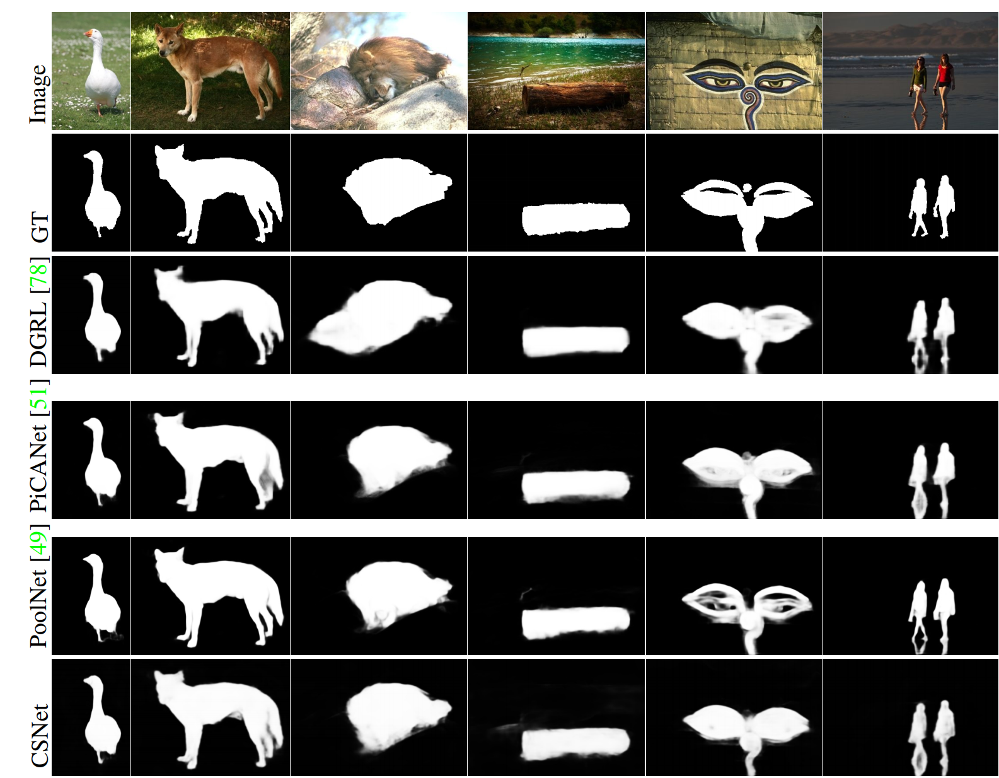 Image
GT
DGRL [78]
PiCANet [51]
PoolNet [49]
CSNet